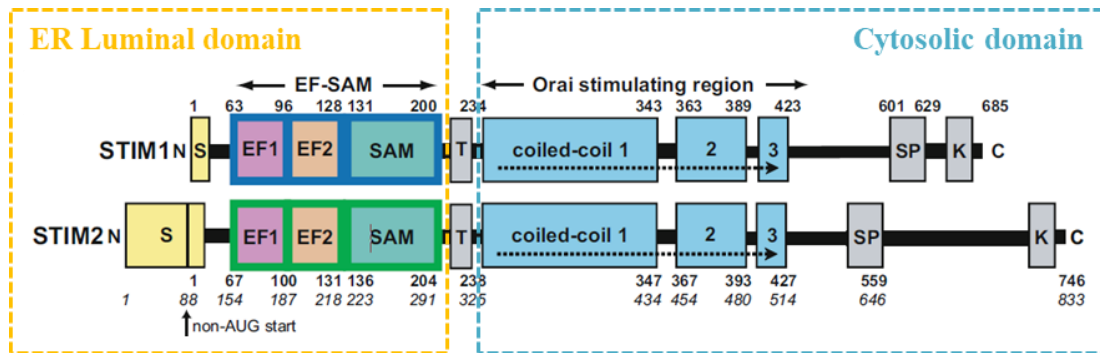 ER Luminal domain Cytosolic domain
EF-SAM Orai stimulating region
1 63 96 128 131 200 234 343 363 389 423 601 629 685
STIM1 N S EF1 EF2 SAM T coiled-coil 1 2 3 SP K C
STIM2 N S EF1 EF2 SAM T coiled-coil 1 2 3 SP K C
1 67 100 131 136 204 238 347 367 393 427 559 746
1 88 154 187 218 223 291 325 434 454 480 514 646 833
non-AUG start